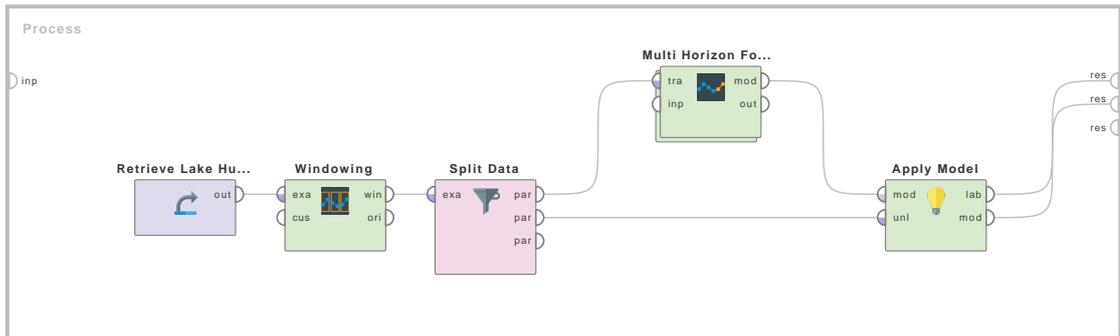 Process
inp
Multi Horizon Fo...
tra mod
inp out
res
res
res
Retrieve Lake Hu...
out
Windowing
exa win
cus ori
Split Data
exa par
par
par
Apply Model
mod lab
unl mod